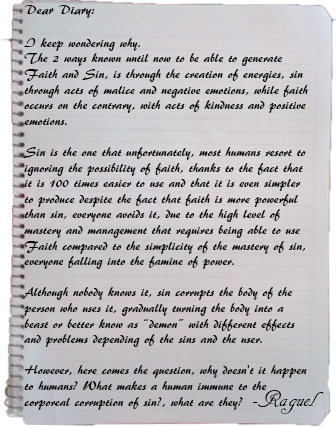 Dear Diary:
I keep wondering why.
The 2 ways known until now to be able to generate
Faith and Sin, is through the creation of energies, sin
through acts of malice and negative emotions, while faith
occurs on the contrary, with acts of kindness and positive
emotions.
Sin is the one that unfortunately, most humans resort to
ignoring the possibility of faith, thanks to the fact that
it is 100 times easier to use and that it is even simpler
to produce despite the fact that faith is more powerful
than sin, everyone avoids it, due to the high level of
mastery and management that requires being able to use
Faith compared to the simplicity of the mastery of sin,
everyone falling into the famine of power.
Although nobody knows it, sin corrupts the body of the
person who uses it, gradually turning the body into a
beast or better know as "demon" with different effects
and problems depending of the sins and the user.
However, here comes the question, why doesn't it happen
to humans? What makes a human immune to the
corporeal corruption of sin?, what are they? -Raguel